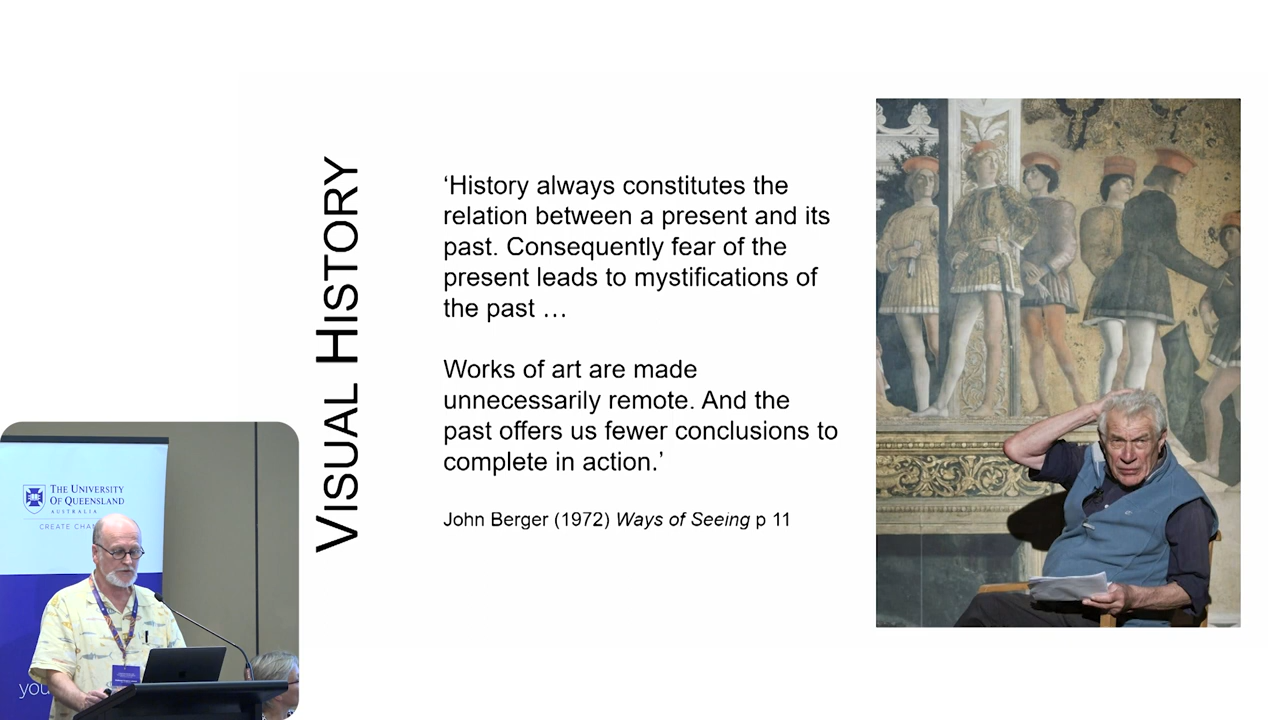 VISUAL HISTORY
‘History always constitutes the
relation between a present and its
past. Consequently fear of the
present leads to mystifications of
the past …
Works of art are made
unnecessarily remote. And the
past offers us fewer conclusions to
complete in action.’
John Berger (1972) Ways of Seeing p 11
THE UNIVERSITY
OF QUEENSLAND
AUSTRALIA
CREATE